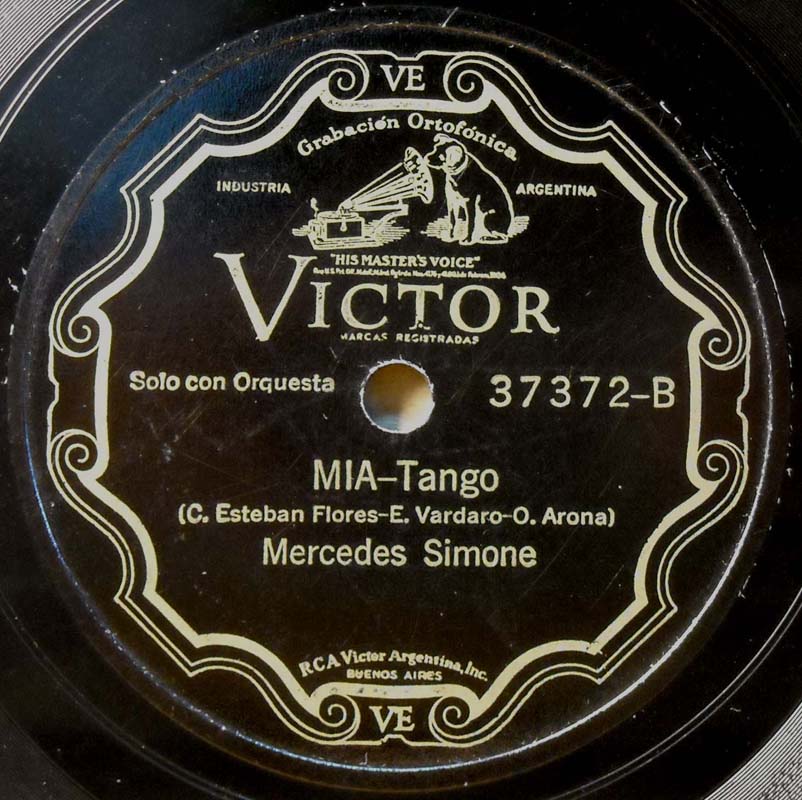 VE
Grabación Ortofónica
INDUSTRIA ARGENTINA
"HIS MASTER'S VOICE"
VICTOR
MARCAS REGISTRADAS
Solo con Orquesta 37372-B
MIA-Tango
(C. Esteban Flores-E. Vardaro-O. Arona)
Mercedes Simone
RCA Victor Argentina, Inc.
BUENOS AIRES
VE